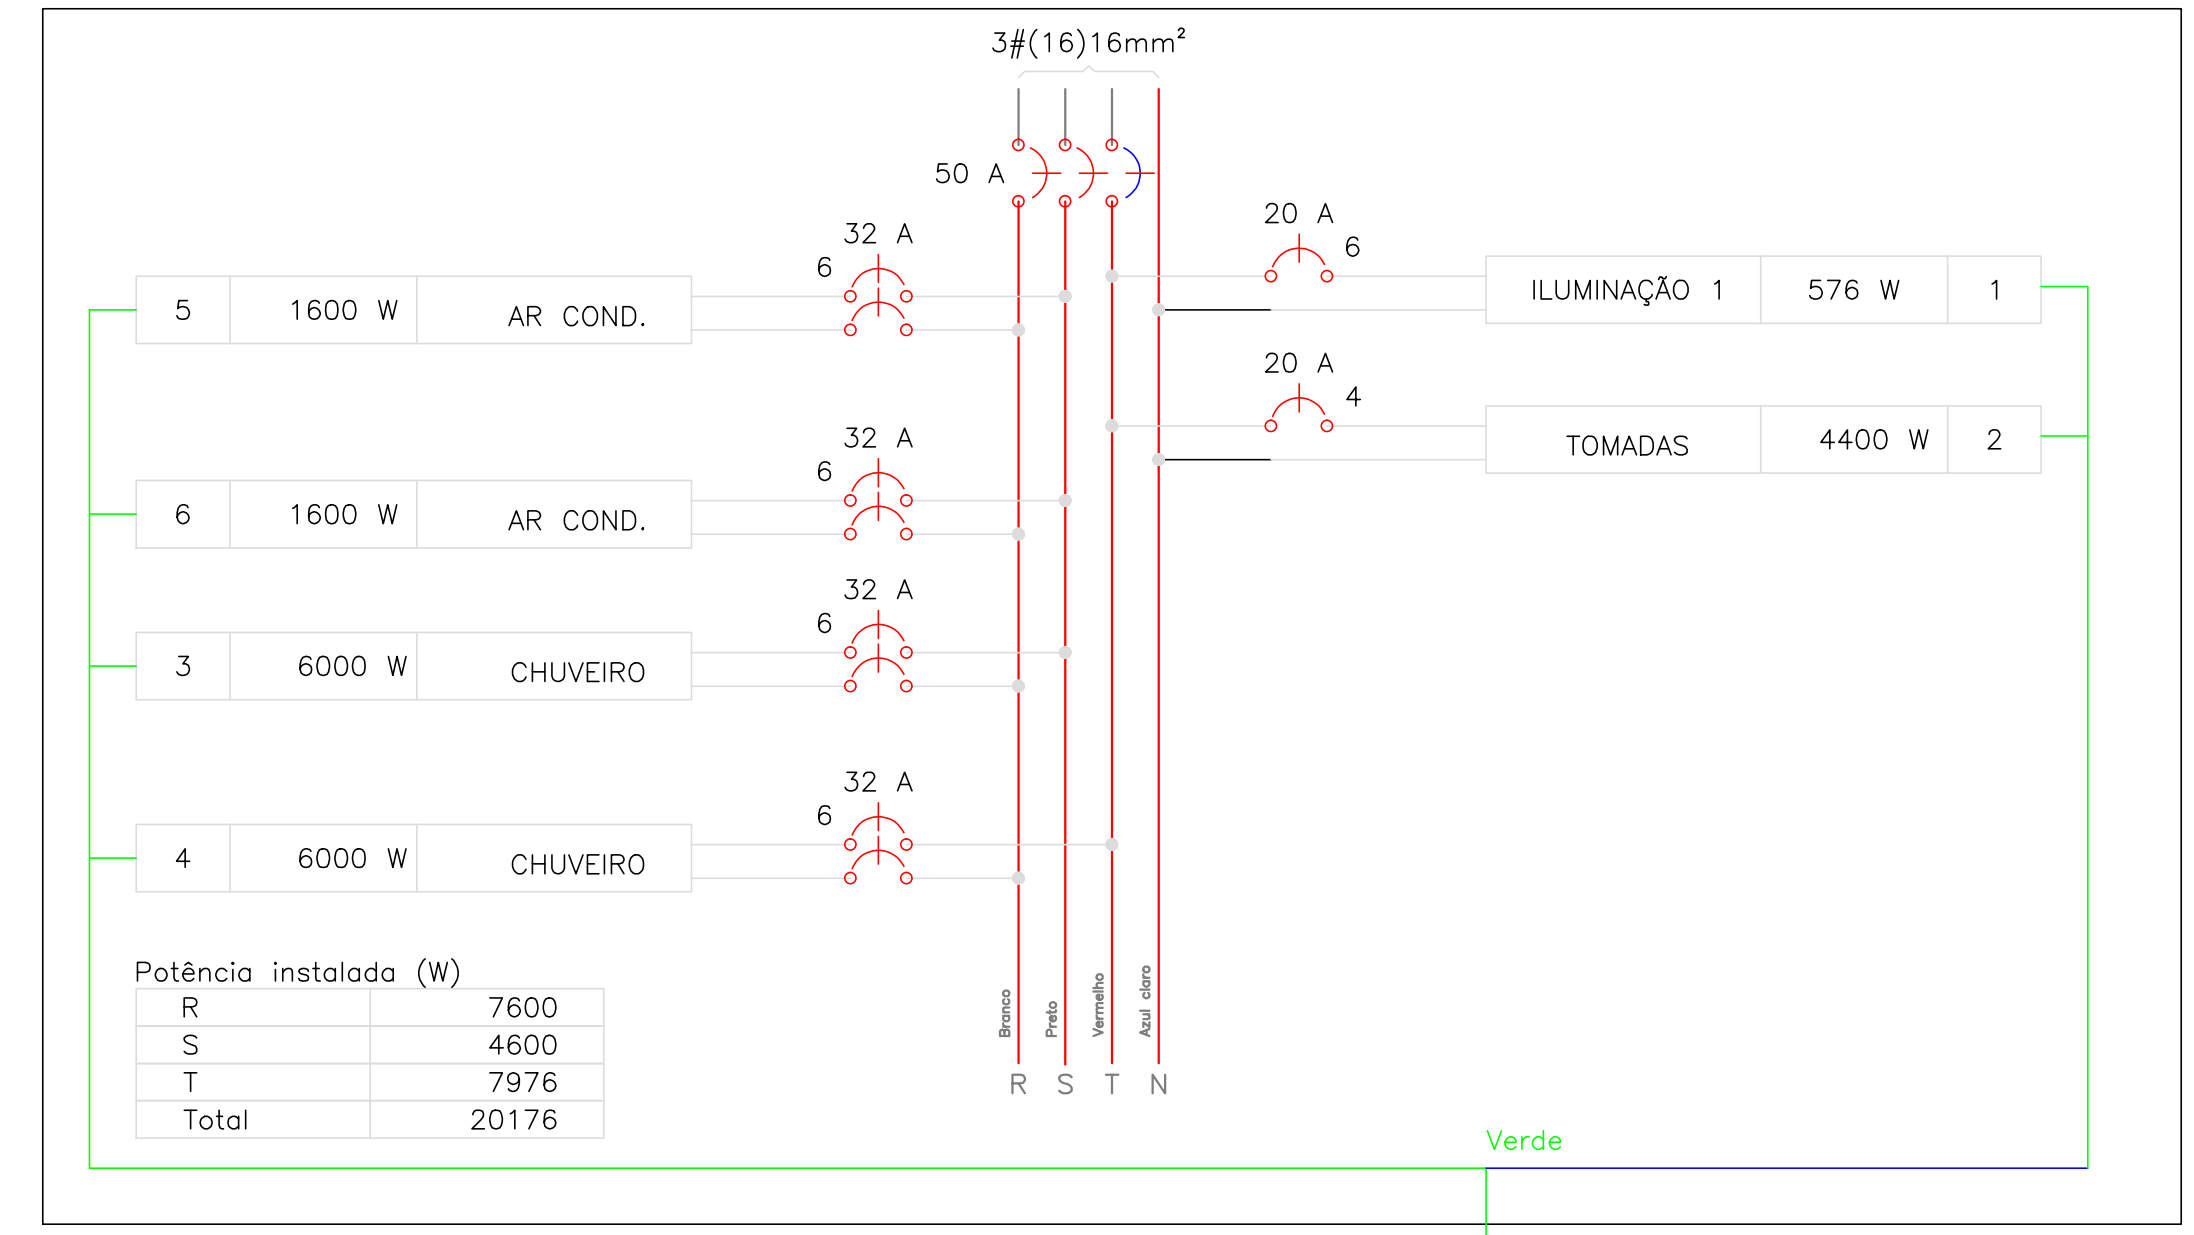 3#(16)16mm²
50 A
32 A
6
5 1600 W AR COND.
32 A
6
6 1600 W AR COND.
32 A
6
3 6000 W CHUVEIRO
32 A
6
4 6000 W CHUVEIRO
20 A
6
ILUMINAÇÃO 1 576 W 1
20 A
4
TOMADAS 4400 W 2
Potência instalada (W)
R 7600
S 4600
T 7976
Total 20176
Branco
Preto
Vermelho
Azul claro
R S T N
Verde